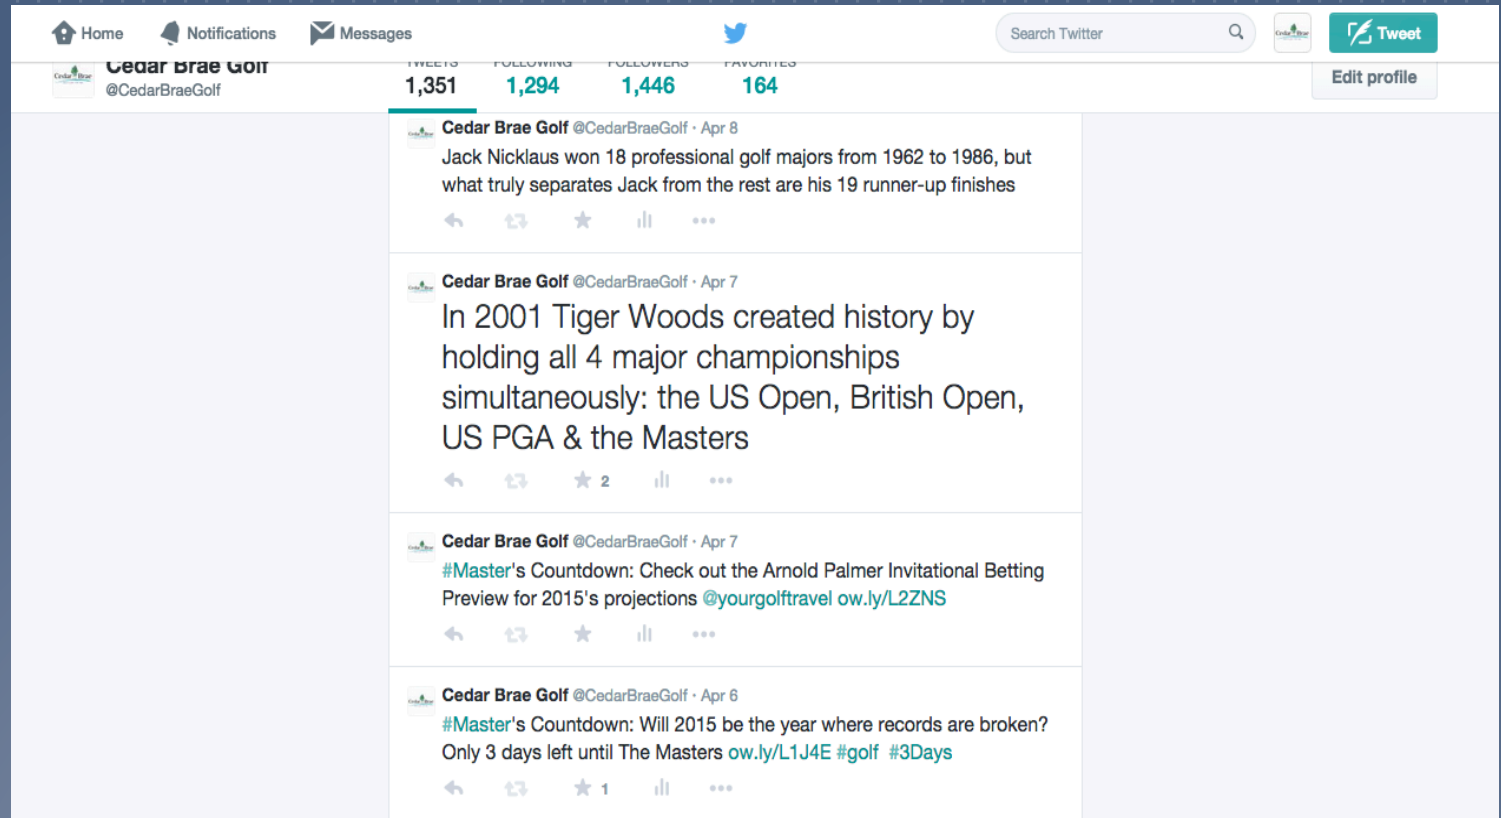 Home Notifications Messages Search Twitter Tweet
Cedar Brae Golf
@CedarBraeGolf
TWEETS FOLLOWING FOLLOWERS FAVORITES
1,351 1,294 1,446 164
Edit profile
Cedar Brae Golf @CedarBraeGolf · Apr 8
Jack Nicklaus won 18 professional golf majors from 1962 to 1986, but
what truly separates Jack from the rest are his 19 runner-up finishes
Cedar Brae Golf @CedarBraeGolf · Apr 7
In 2001 Tiger Woods created history by
holding all 4 major championships
simultaneously: the US Open, British Open,
US PGA & the Masters
2
Cedar Brae Golf @CedarBraeGolf · Apr 7
#Master's Countdown: Check out the Arnold Palmer Invitational Betting
Preview for 2015's projections @yourgolftravel ow.ly/L2ZNS
Cedar Brae Golf @CedarBraeGolf · Apr 6
#Master's Countdown: Will 2015 be the year where records are broken?
Only 3 days left until The Masters ow.ly/L1J4E #golf #3Days
1